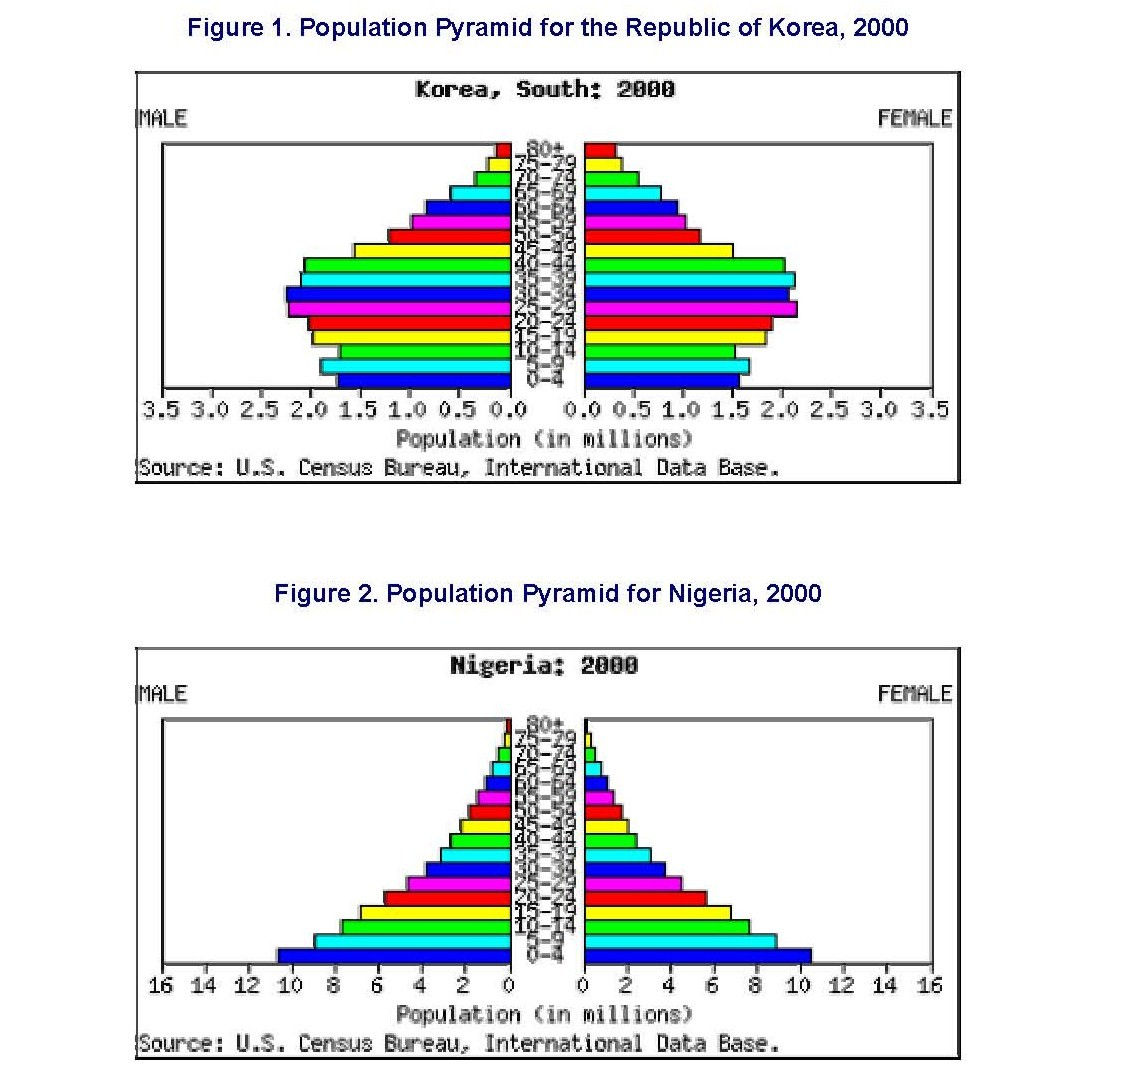 Figure 1. Population Pyramid for the Republic of Korea, 2000
Korea, South: 2000
MALE
FEMALE
80+
75-79
70-74
65-69
60-64
55-59
50-54
45-49
40-44
35-39
30-34
25-29
20-24
15-19
10-14
5-9
0-4
3.5 3.0 2.5 2.0 1.5 1.0 0.5 0.0 0.0 0.5 1.0 1.5 2.0 2.5 3.0 3.5
Population (in millions)
Source: U.S. Census Bureau, International Data Base.
Figure 2. Population Pyramid for Nigeria, 2000
Nigeria: 2000
MALE
FEMALE
80+
75-79
70-74
65-69
60-64
55-59
50-54
45-49
40-44
35-39
30-34
25-29
20-24
15-19
10-14
5-9
0-4
16 14 12 10 8 6 4 2 0 0 2 4 6 8 10 12 14 16
Population (in millions)
Source: U.S. Census Bureau, International Data Base.